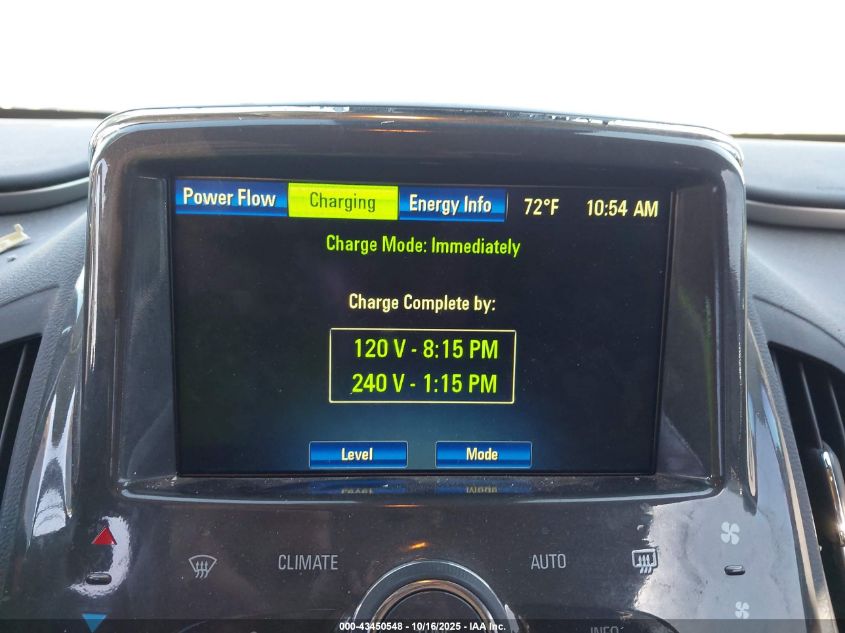 Power Flow Charging Energy Info 72°F 10:54 AM
Charge Mode: Immediately
Charge Complete by:
120 V - 8:15 PM
240 V - 1:15 PM
Level Mode
CLIMATE AUTO
INFO
000-43450548 - 10/16/2025 - IAA Inc.